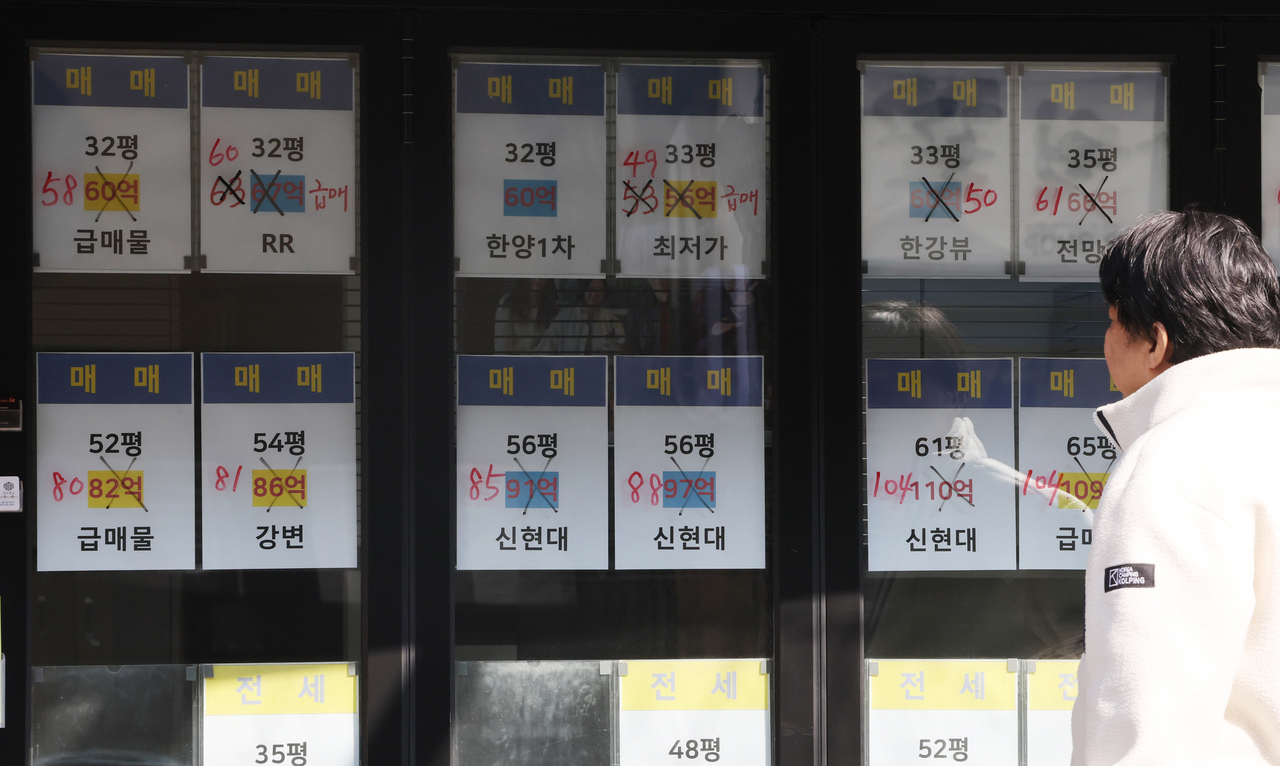 매 매
32평
58 60억
급매물
매 매
60 32평
63 67억 급매
RR
매 매
32평
60억
한양1차
매 매
49 33평
53 56억 급매
최저가
매 매
33평
50
한강뷰
매 매
35평
61 66억
전망
매 매
52평
80 82억
급매물
매 매
54평
81 86억
강변
매 매
56평
85 91억
신현대
매 매
56평
88 97억
신현대
매 매
61평
104 110억
신현대
매
65평
104 109
급
전 세
35평
전 세
48평
전 세
52평
전
KOREA
CAMPING
KOLPING